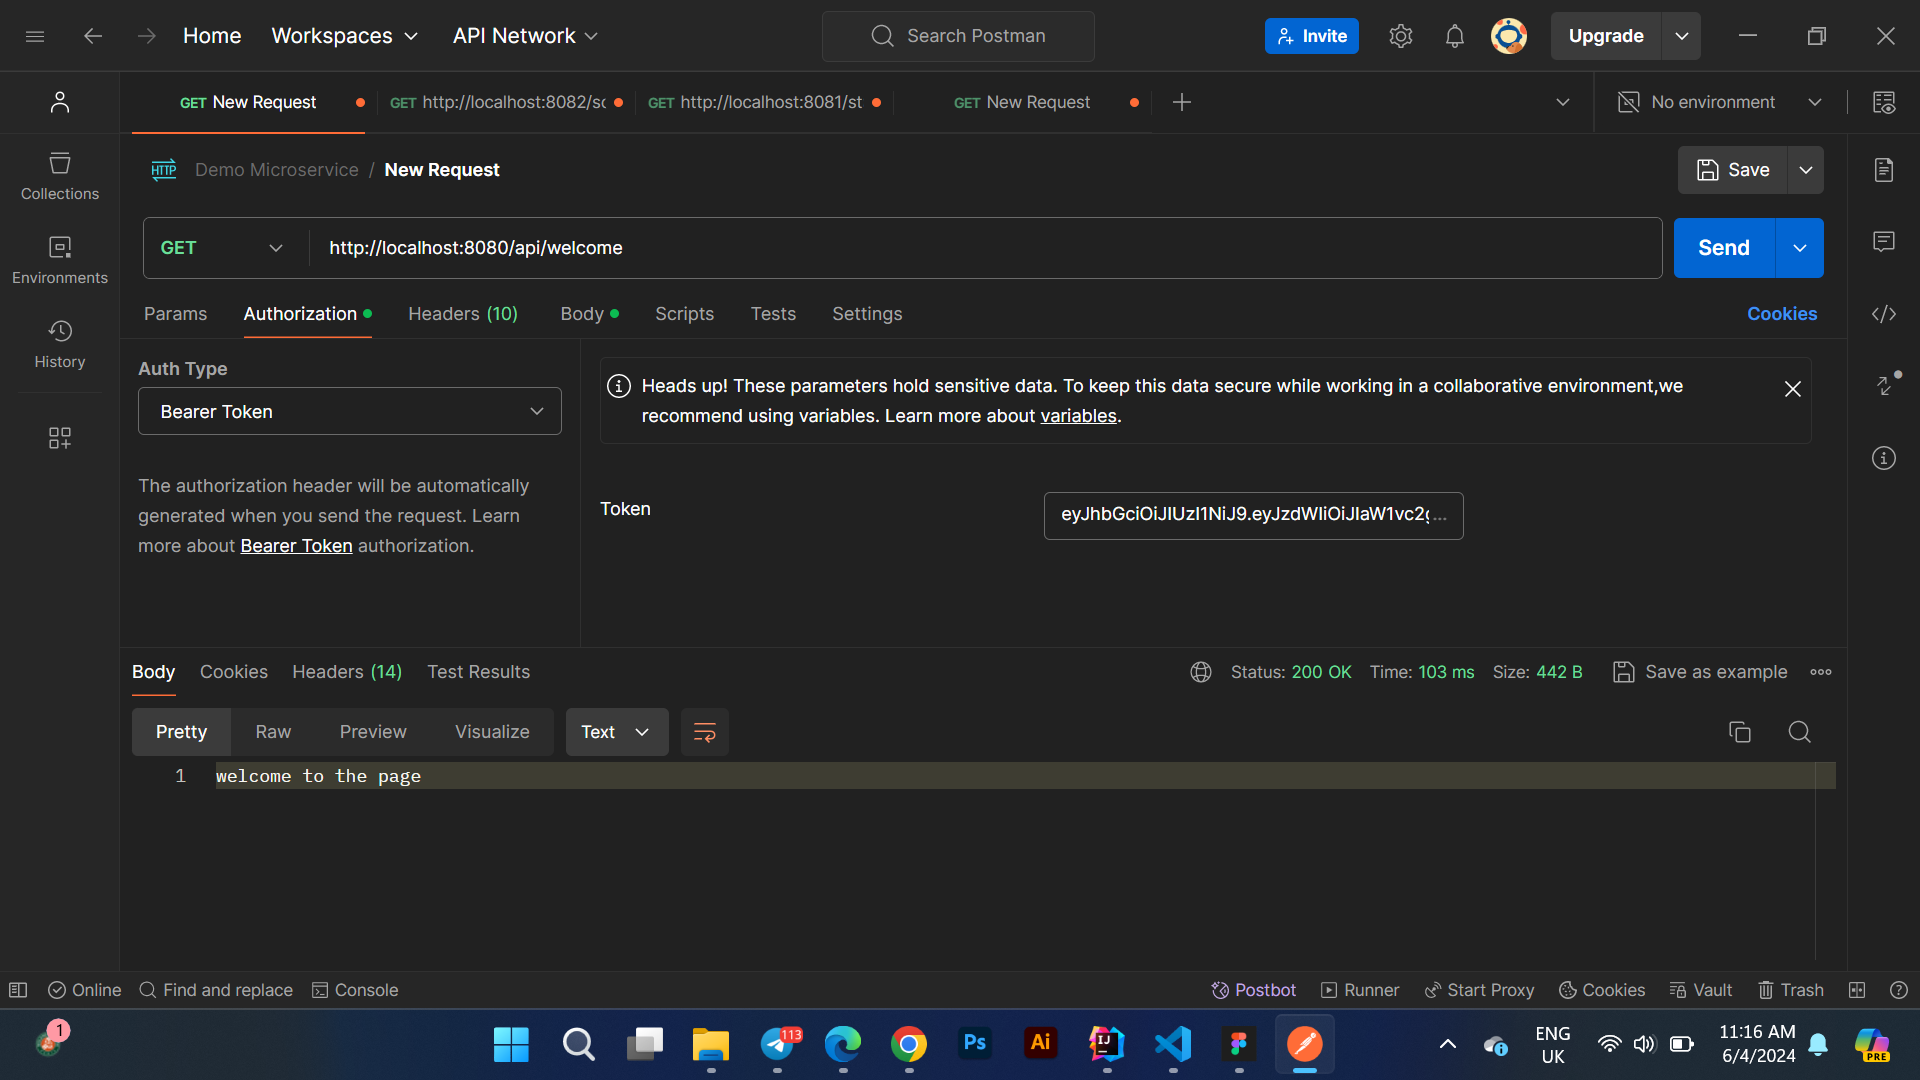 Home Workspaces API Network Search Postman Invite Upgrade
GET New Request GET http://localhost:8082/sc GET http://localhost:8081/st GET New Request No environment
HTTP Demo Microservice / New Request Save
Collections
GET http://localhost:8080/api/welcome Send
Environments
Params Authorization Headers (10) Body Scripts Tests Settings Cookies
History
Auth Type
Bearer Token
Heads up! These parameters hold sensitive data. To keep this data secure while working in a collaborative environment,we
recommend using variables. Learn more about variables.
The authorization header will be automatically
generated when you send the request. Learn
more about Bearer Token authorization.
Token eyJhbGciOiJIUzI1NiJ9.eyJzdWIiOiJIaW1vc2g...
Body Cookies Headers (14) Test Results Status: 200 OK Time: 103 ms Size: 442 B Save as example
Pretty Raw Preview Visualize Text
1 welcome to the page
Online Find and replace Console Postbot Runner Start Proxy Cookies Vault Trash
1 113 Ps Ai IJ ENG 11:16 AM
UK 6/4/2024 PRE